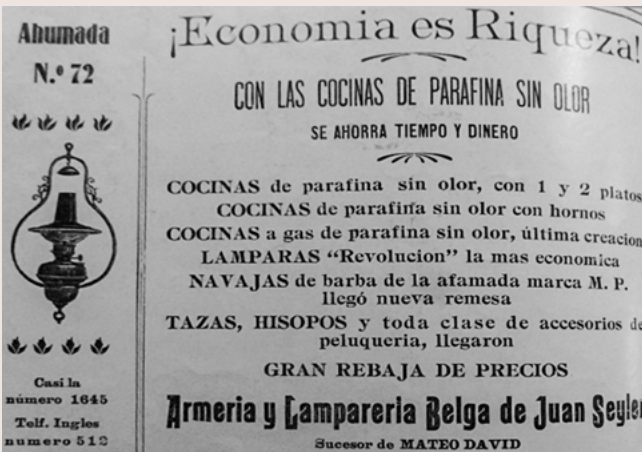 Ahumada
N.º 72
Casi la
número 1645
Telf. Ingles
numero 512
¡Economia es Riqueza!
CON LAS COCINAS DE PARAFINA SIN OLOR
SE AHORRA TIEMPO Y DINERO
COCINAS de parafina sin olor, con 1 y 2 platos
COCINAS de parafina sin olor con hornos
COCINAS a gas de parafina sin olor, última creacion
LAMPARAS “Revolucion” la mas economica
NAVAJAS de barba de la afamada marca M. P.
llegó nueva remesa
TAZAS, HISOPOS y toda clase de accesorios de
peluqueria, llegaron
GRAN REBAJA DE PRECIOS
Armeria y Lampareria Belga de Juan Seyler
Sucesor de MATEO DAVID